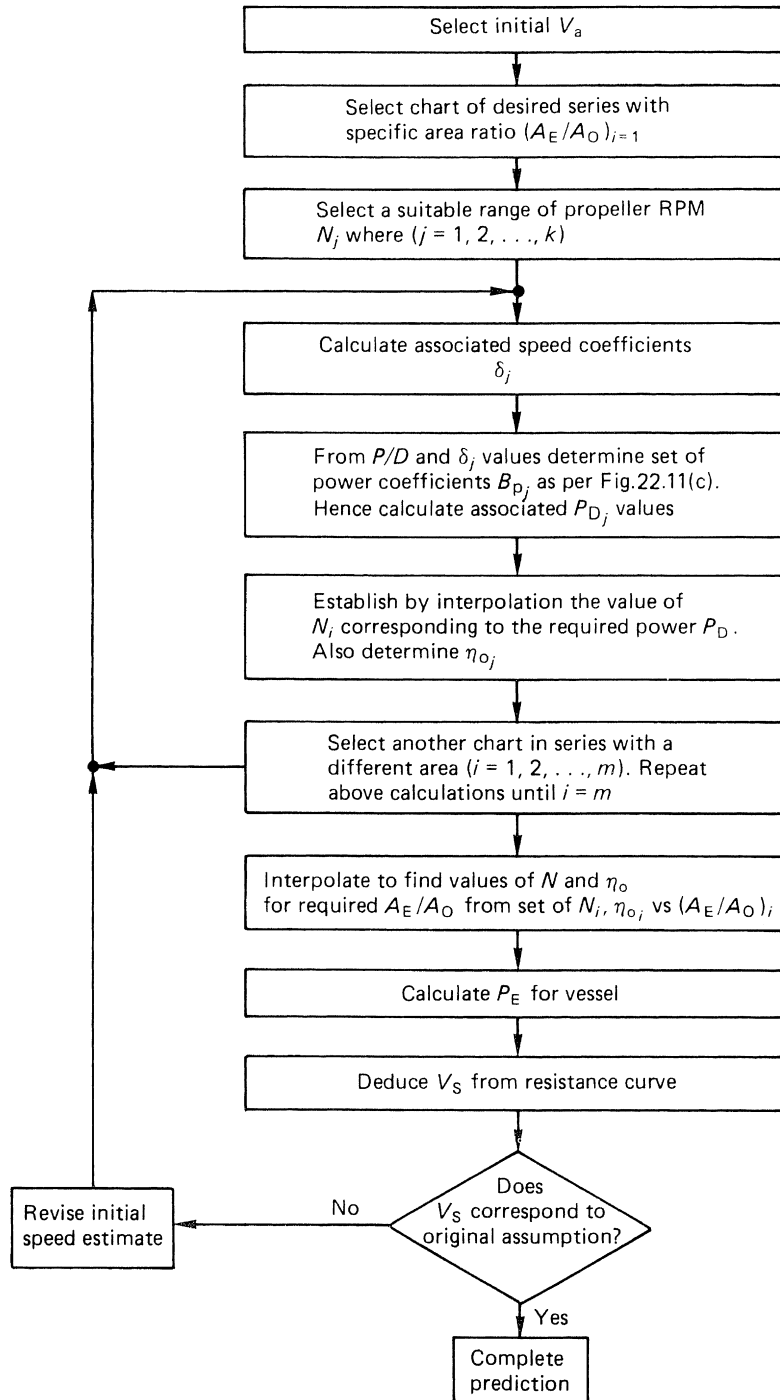 Select initial Vₐ
Select chart of desired series with
specific area ratio (A_E/A_O)_{i=1}
Select a suitable range of propeller RPM
N_j where (j = 1, 2, . . ., k)
Calculate associated speed coefficients
δ_j
From P/D and δ_j values determine set of
power coefficients B_{p_j} as per Fig.22.11(c).
Hence calculate associated P_{D_j} values
Establish by interpolation the value of
N_i corresponding to the required power P_D.
Also determine η_{o_j}
Select another chart in series with a
different area (i = 1, 2, . . ., m). Repeat
above calculations until i = m
Interpolate to find values of N and η_o
for required A_E/A_O from set of N_i, η_{o_j} vs (A_E/A_O)_i
Calculate P_E for vessel
Deduce V_S from resistance curve
Does
V_S correspond to
original assumption?
No
Revise initial
speed estimate
Yes
Complete
prediction